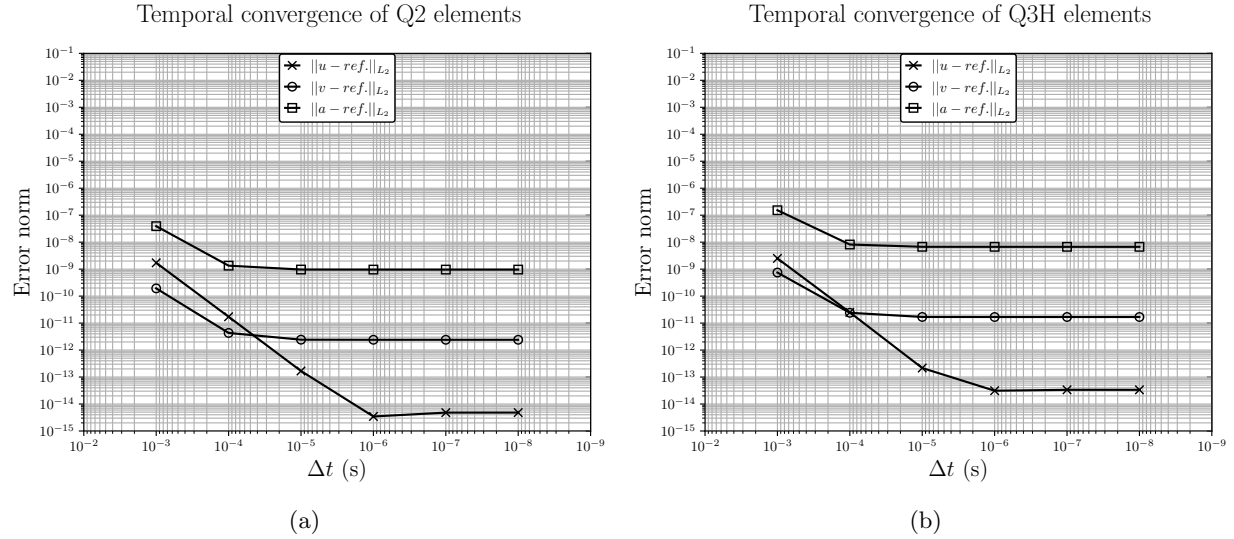 Temporal convergence of Q2 elements
10⁻¹
10⁻²
10⁻³
10⁻⁴
10⁻⁵
10⁻⁶
10⁻⁷
10⁻⁸
10⁻⁹
10⁻¹⁰
10⁻¹¹
10⁻¹²
10⁻¹³
10⁻¹⁴
10⁻¹⁵
Error norm
||u − ref.||_{L₂}
||v − ref.||_{L₂}
||a − ref.||_{L₂}
10⁻² 10⁻³ 10⁻⁴ 10⁻⁵ 10⁻⁶ 10⁻⁷ 10⁻⁸ 10⁻⁹
Δt (s)
(a)
Temporal convergence of Q3H elements
10⁻¹
10⁻²
10⁻³
10⁻⁴
10⁻⁵
10⁻⁶
10⁻⁷
10⁻⁸
10⁻⁹
10⁻¹⁰
10⁻¹¹
10⁻¹²
10⁻¹³
10⁻¹⁴
10⁻¹⁵
Error norm
||u − ref.||_{L₂}
||v − ref.||_{L₂}
||a − ref.||_{L₂}
10⁻² 10⁻³ 10⁻⁴ 10⁻⁵ 10⁻⁶ 10⁻⁷ 10⁻⁸ 10⁻⁹
Δt (s)
(b)